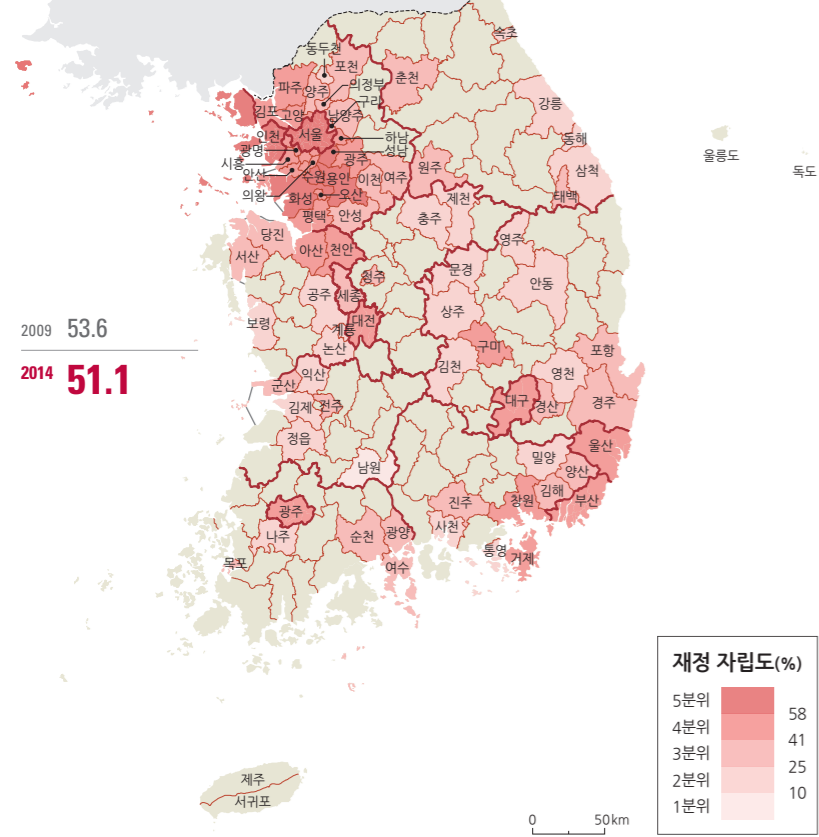 속초
동두천
포천
춘천
파주
양주
의정부
구리
강릉
김포
고양
남양주
인천
서울
하남
동해
광명
성남
울릉도
시흥
광주
원주
삼척
독도
안산
수원
용인
이천
여주
의왕
오산
태백
화성
제천
평택
안성
충주
당진
영주
서산
아산
천안
문경
청주
안동
공주
세종
상주
보령
대전
계룡
2009 53.6
논산
구미
포항
김천
영천
2014 51.1
익산
군산
대구
경산
경주
김제
전주
정읍
울산
밀양
남원
양산
김해
진주
창원
부산
광주
사천
나주
순천
광양
통영
거제
목포
여수
재정 자립도(%)
5분위
58
4분위
41
3분위
25
2분위
10
1분위
제주
서귀포
0 50km